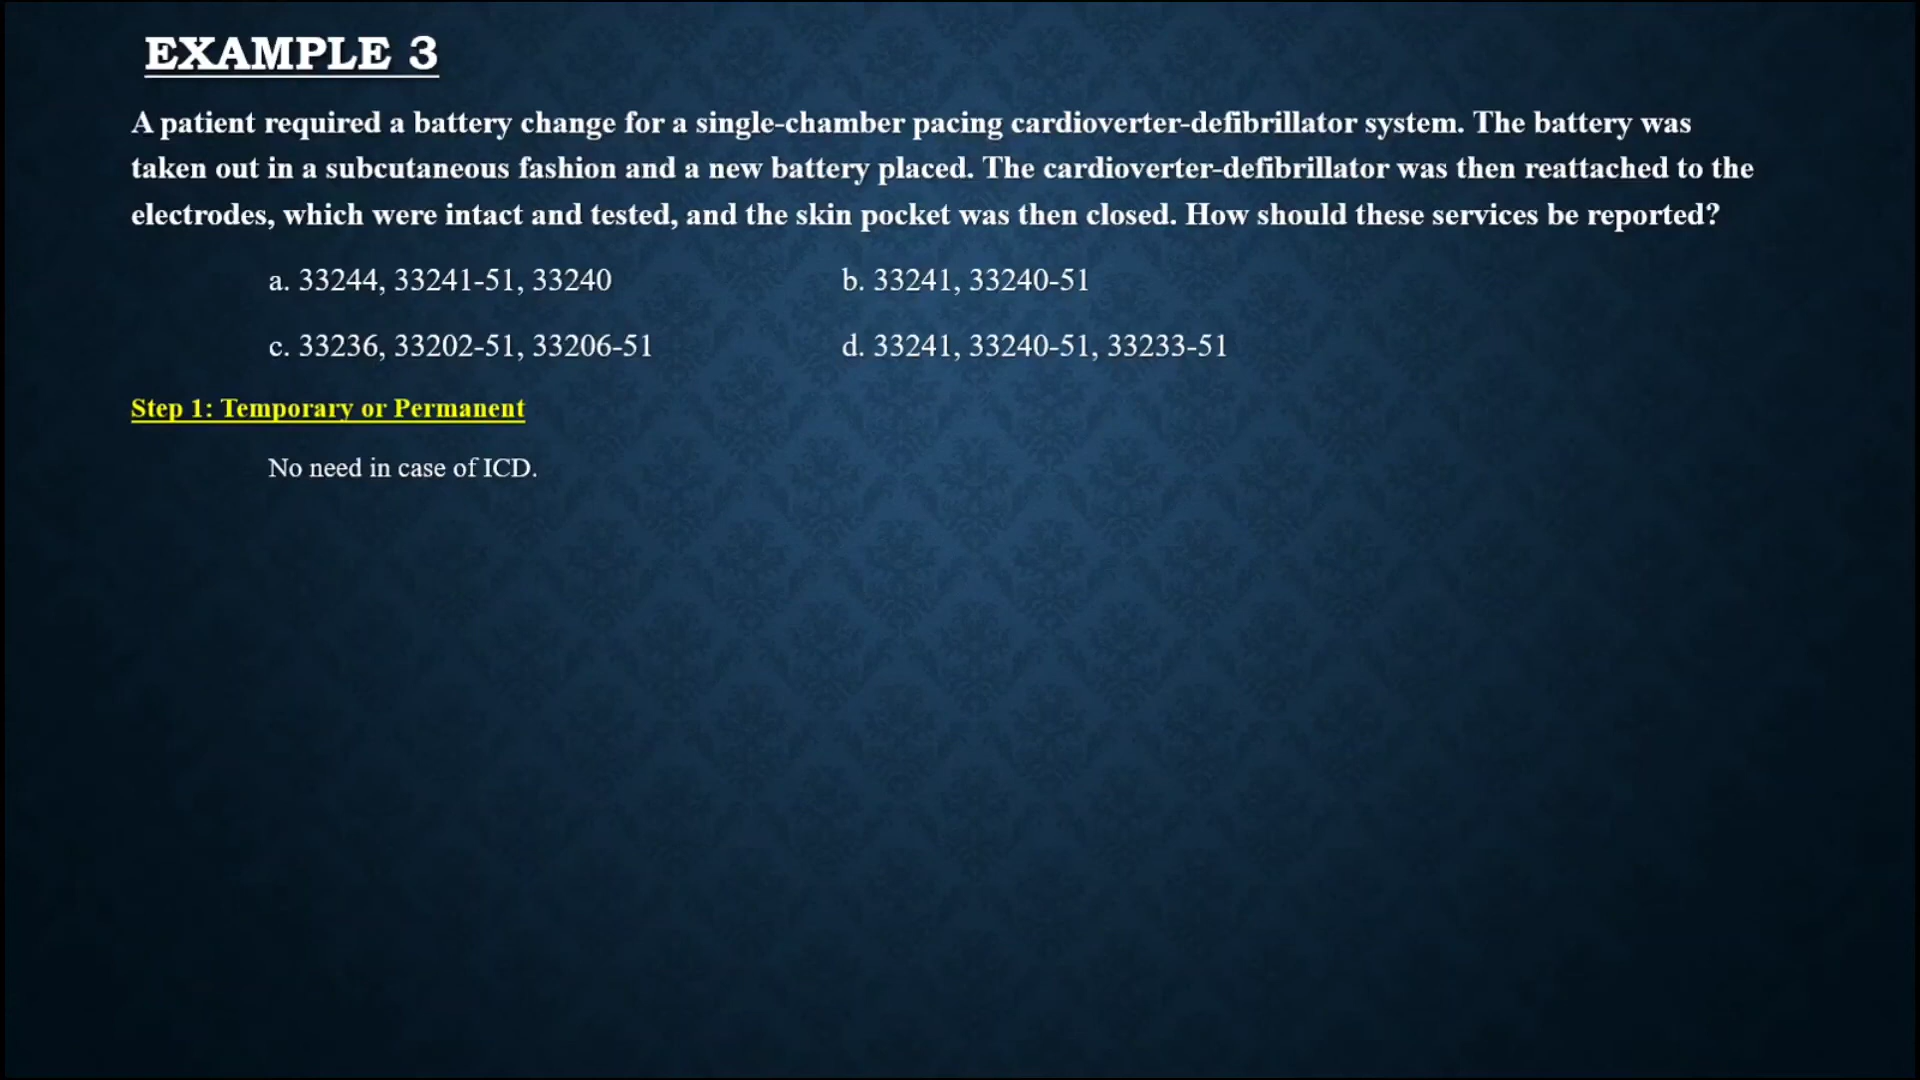 EXAMPLE 3
A patient required a battery change for a single-chamber pacing cardioverter-defibrillator system. The battery was
taken out in a subcutaneous fashion and a new battery placed. The cardioverter-defibrillator was then reattached to the
electrodes, which were intact and tested, and the skin pocket was then closed. How should these services be reported?
a. 33244, 33241-51, 33240
b. 33241, 33240-51
c. 33236, 33202-51, 33206-51
d. 33241, 33240-51, 33233-51
Step 1: Temporary or Permanent
No need in case of ICD.